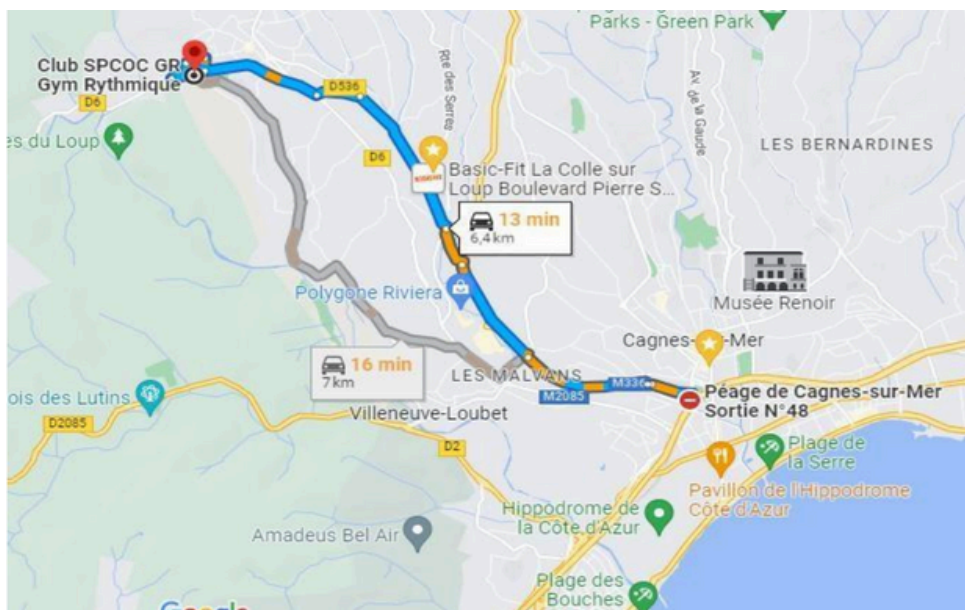 Parks - Green Park
Club SPCOC GR
Gym Rythmique
D6
D536
Rte des Serres
Av. de la Gaude
LES BERNARDINES
es du Loup
D6
Basic-Fit La Colle sur
Loup Boulevard Pierre S...
13 min
6,4 km
Polygone Riviera
Musée Renoir
16 min
7 km
Cagnes-sur-Mer
LES MALVANS
ois des Lutins
M2085
M336
Péage de Cagnes-sur-Mer
Sortie N°48
Villeneuve-Loubet
D2085
D2
Plage de
la Serre
Pavillon de l'Hippodrome
Côte d'Azur
Hippodrome de
la Côte d'Azur
Amadeus Bel Air
Plage des
Bouches
Google